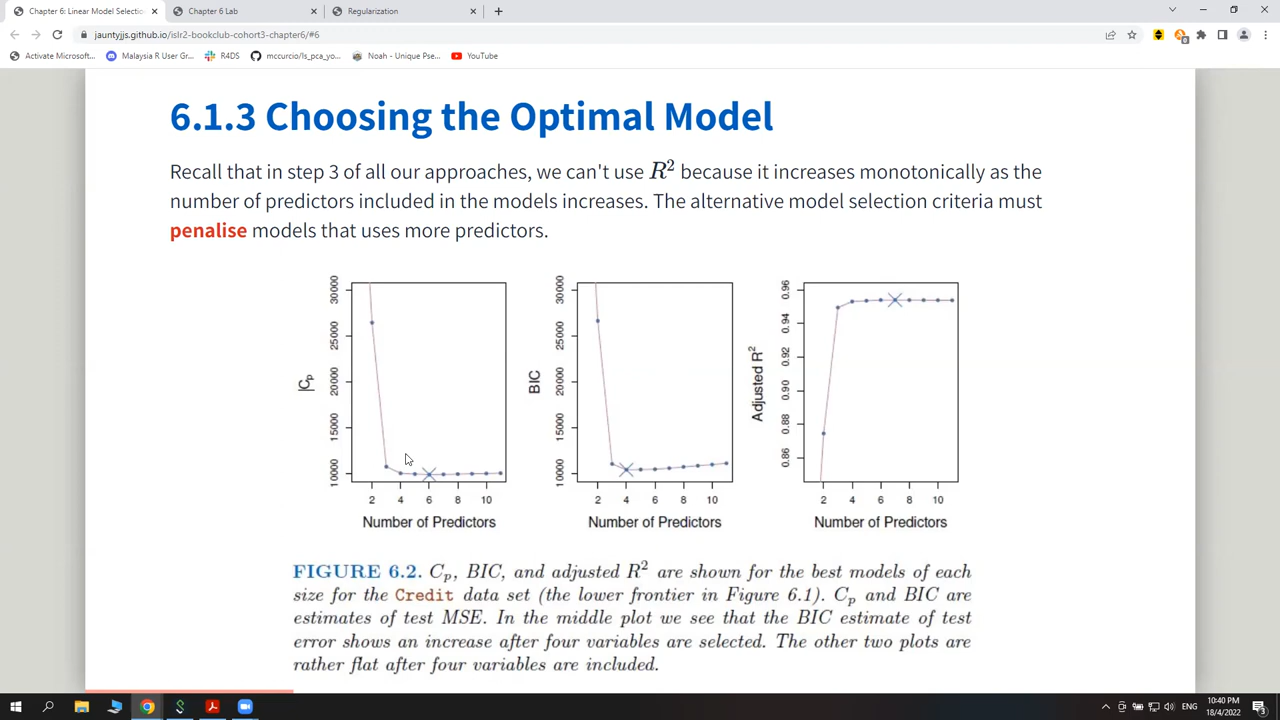 Chapter 6: Linear Model Selectio
Chapter 6 Lab
Regularization
jauntyjjs.github.io/islr2-bookclub-cohort3-chapter6/#6
Activate Microsoft...
Malaysia R User Gr...
R4DS
mccurcio/ls_pca_yo...
Noah - Unique Pse...
YouTube
6.1.3 Choosing the Optimal Model
Recall that in step 3 of all our approaches, we can't use R² because it increases monotonically as the
number of predictors included in the models increases. The alternative model selection criteria must
penalise models that uses more predictors.
Cp
10000 15000 20000 25000 30000
2 4 6 8 10
Number of Predictors
BIC
10000 15000 20000 25000 30000
2 4 6 8 10
Number of Predictors
Adjusted R²
0.86 0.88 0.90 0.92 0.94 0.96
2 4 6 8 10
Number of Predictors
FIGURE 6.2. Cp, BIC, and adjusted R² are shown for the best models of each
size for the Credit data set (the lower frontier in Figure 6.1). Cp and BIC are
estimates of test MSE. In the middle plot we see that the BIC estimate of test
error shows an increase after four variables are selected. The other two plots are
rather flat after four variables are included.
10:40 PM
18/4/2022